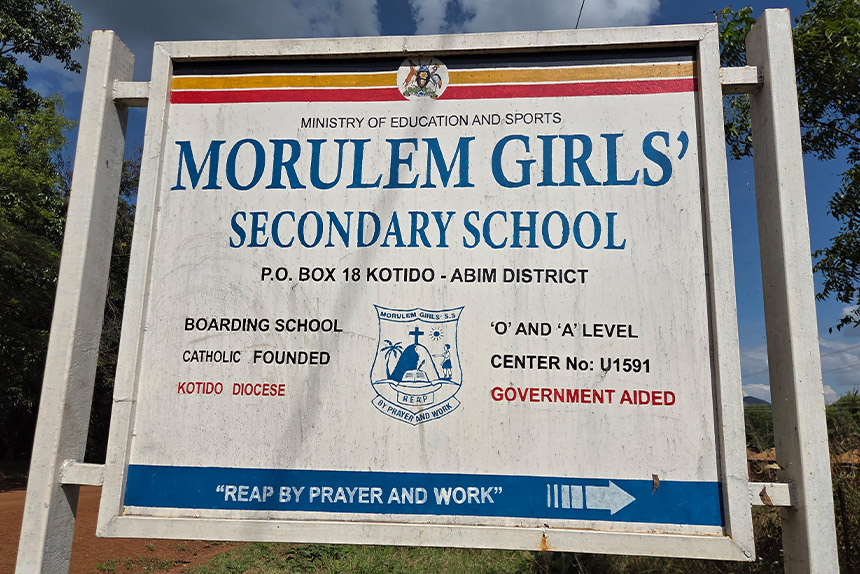 MINISTRY OF EDUCATION AND SPORTS
MORULEM GIRLS'
SECONDARY SCHOOL
P.O. BOX 18 KOTIDO - ABIM DISTRICT
BOARDING SCHOOL
CATHOLIC FOUNDED
KOTIDO DIOCESE
MORULEM GIRLS' S.S
REAP
BY PRAYER AND WORK
'O' AND 'A' LEVEL
CENTER No: U1591
GOVERNMENT AIDED
"REAP BY PRAYER AND WORK"